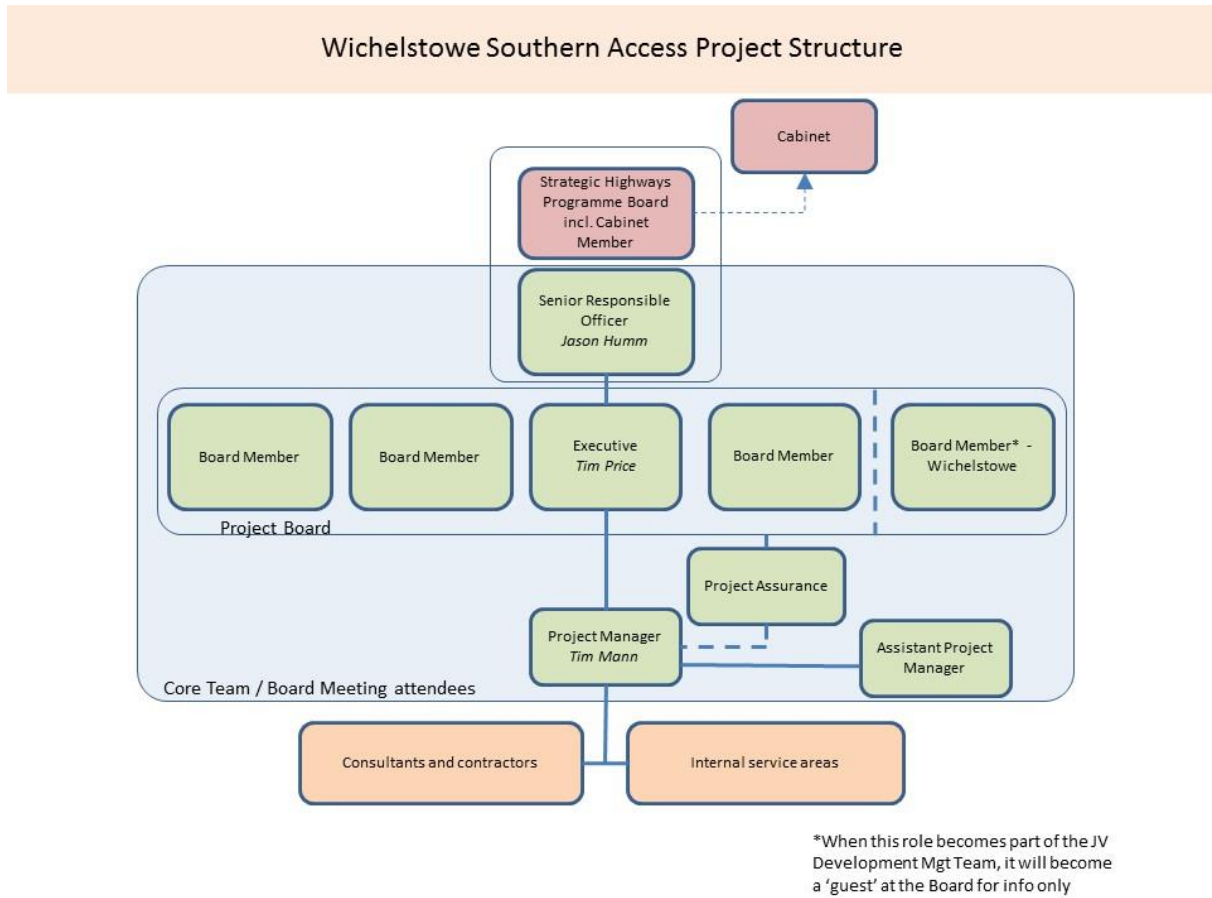 Wichelstowe Southern Access Project Structure
Cabinet
Strategic Highways
Programme Board
incl. Cabinet
Member
Senior Responsible
Officer
Jason Humm
Board Member
Board Member
Executive
Tim Price
Board Member
Board Member* -
Wichelstowe
Project Board
Project Assurance
Project Manager
Tim Mann
Assistant Project
Manager
Core Team / Board Meeting attendees
Consultants and contractors
Internal service areas
*When this role becomes part of the JV
Development Mgt Team, it will become
a ‘guest’ at the Board for info only